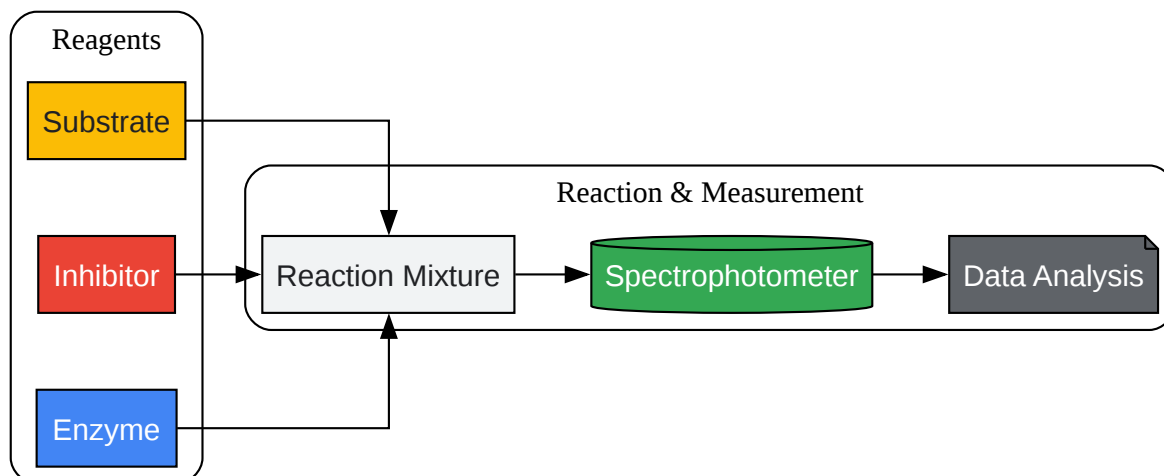 Reagents
Substrate
Reaction & Measurement
Inhibitor
Reaction Mixture
Spectrophotometer
Data Analysis
Enzyme